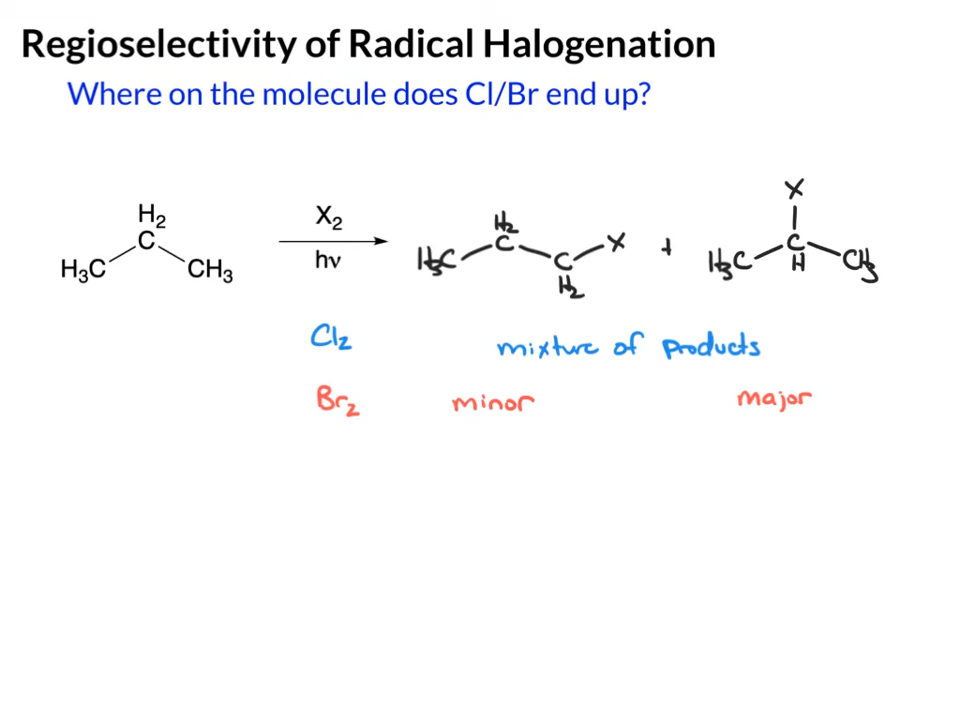 Regioselectivity of Radical Halogenation
Where on the molecule does Cl/Br end up?
H₂
C
H₃C
CH₃
X₂
hν
H₂
H₃C
C
C
X
H₂
+
X
H₃C
C
H
CH₃
Cl₂ mixture of products
Br₂ minor major